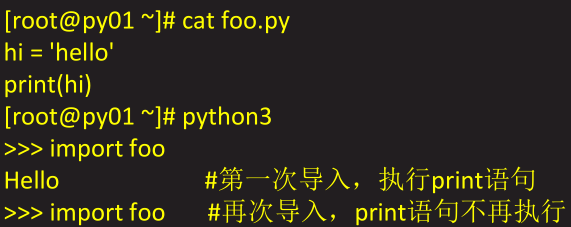 [root@py01 ~]# cat foo.py
hi = 'hello'
print(hi)
[root@py01 ~]# python3
>>> import foo
Hello #第一次导入，执行print语句
>>> import foo #再次导入，print语句不再执行